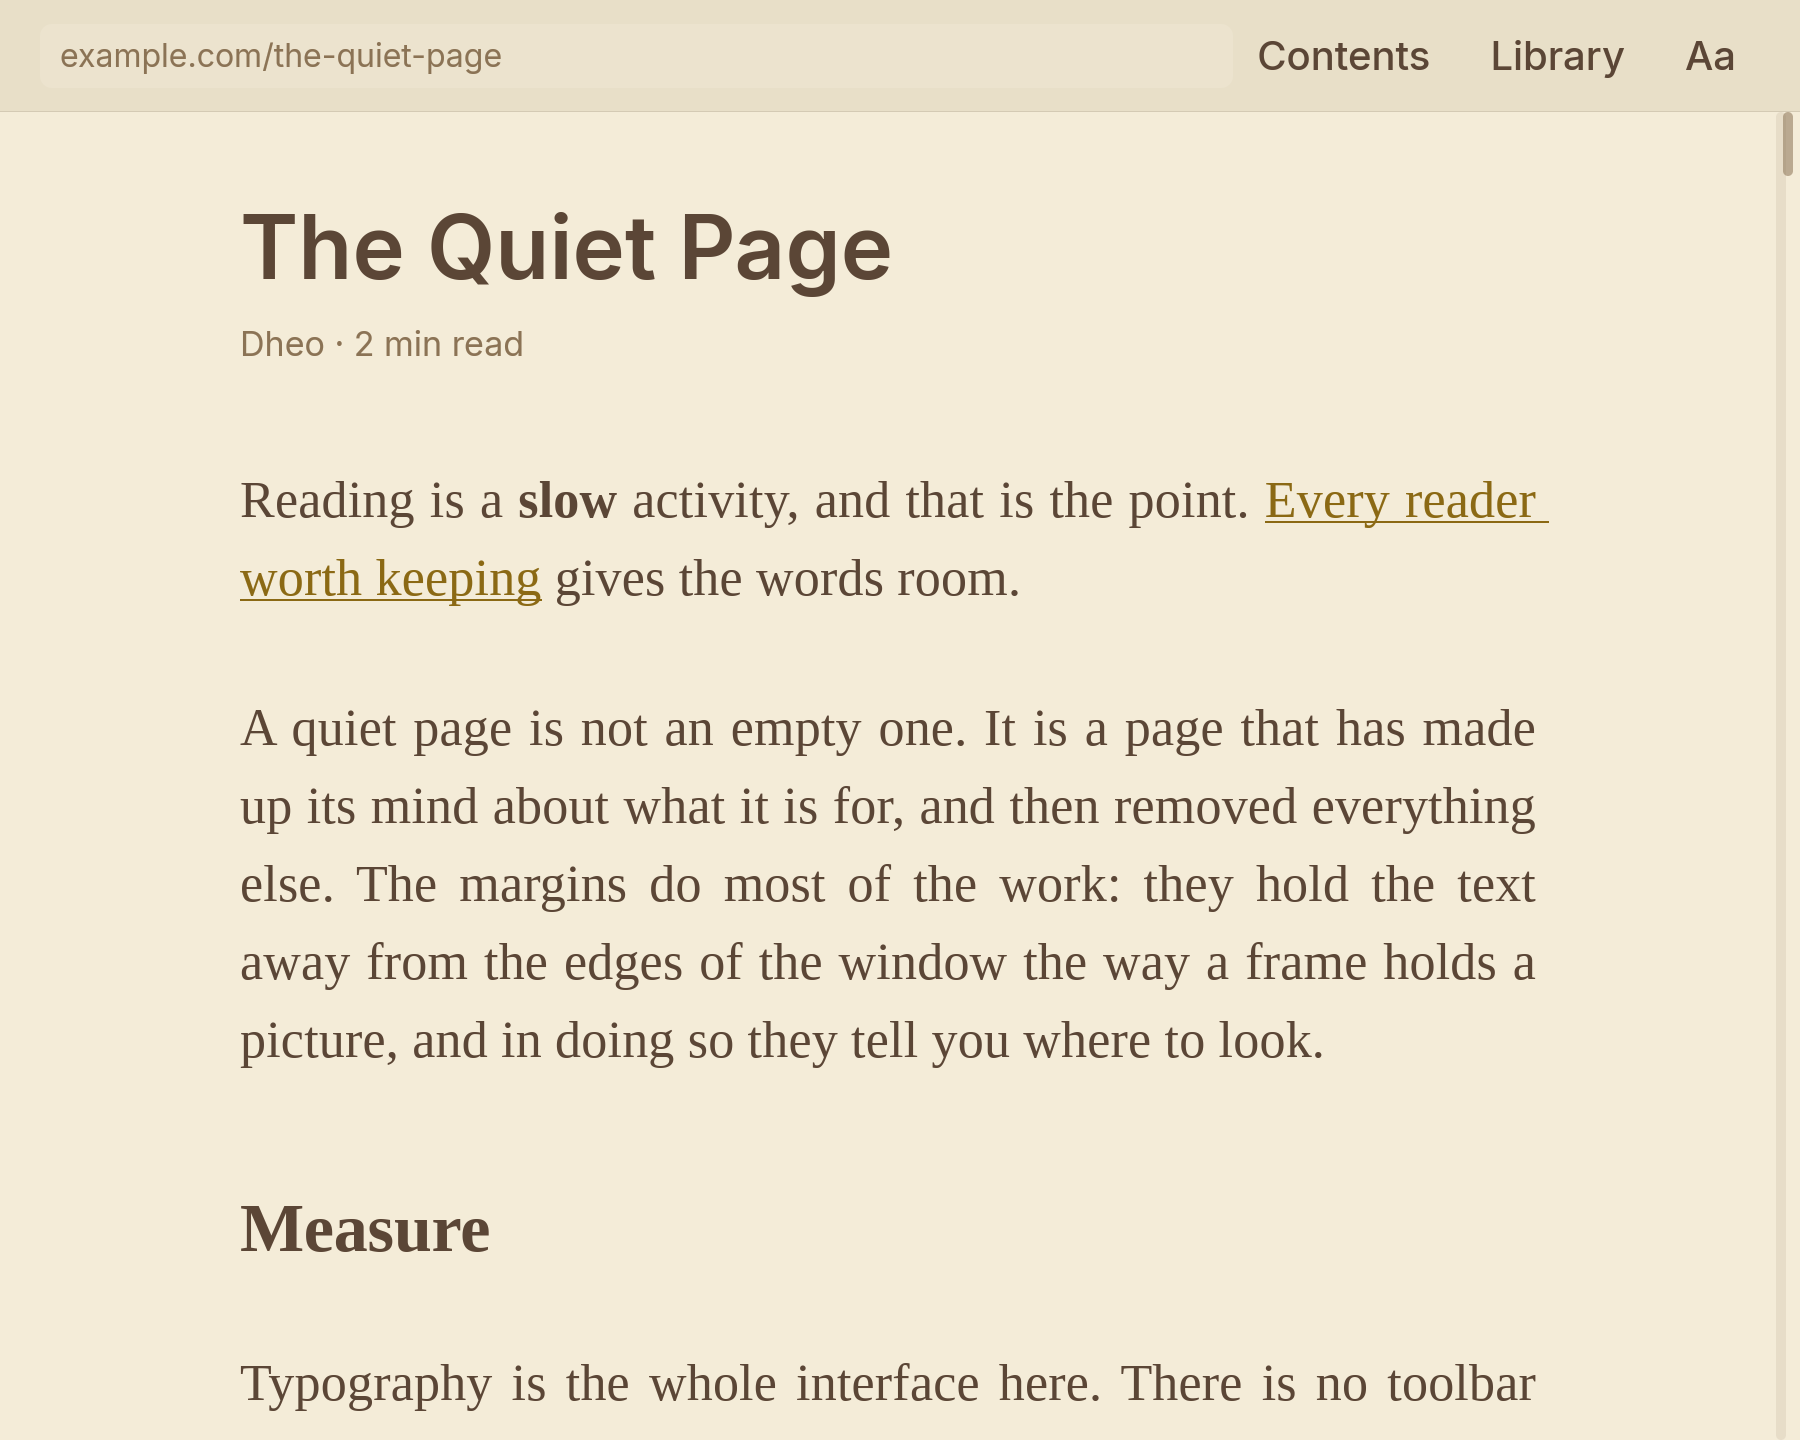 example.com/the-quiet-page
Contents
Library
Aa
The Quiet Page
Dheo · 2 min read
Reading is a slow activity, and that is the point. Every reader
worth keeping gives the words room.
A quiet page is not an empty one. It is a page that has made
up its mind about what it is for, and then removed everything
else. The margins do most of the work: they hold the text
away from the edges of the window the way a frame holds a
picture, and in doing so they tell you where to look.
Measure
Typography is the whole interface here. There is no toolbar